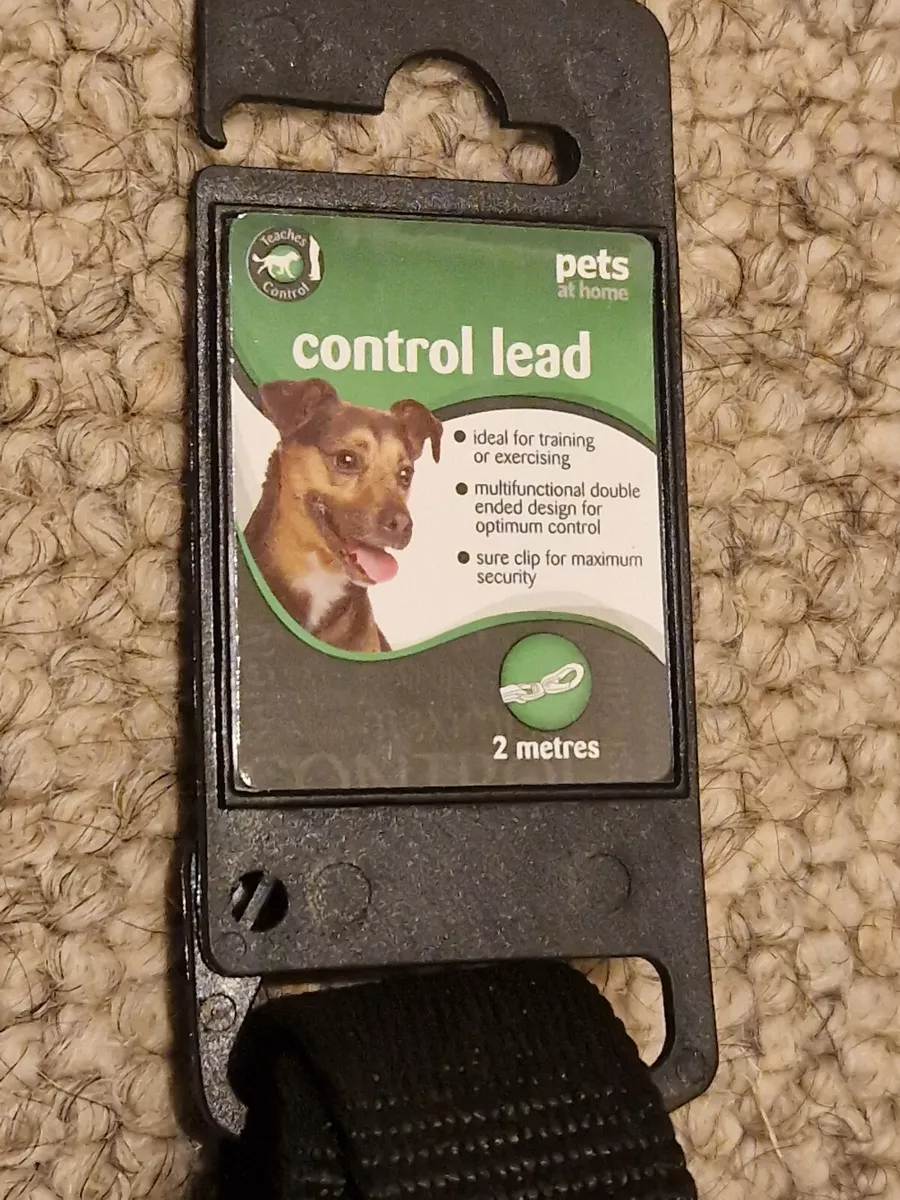 Teaches
Control
pets
at home
control lead
• ideal for training
or exercising
• multifunctional double
ended design for
optimum control
• sure clip for maximum
security
2 metres